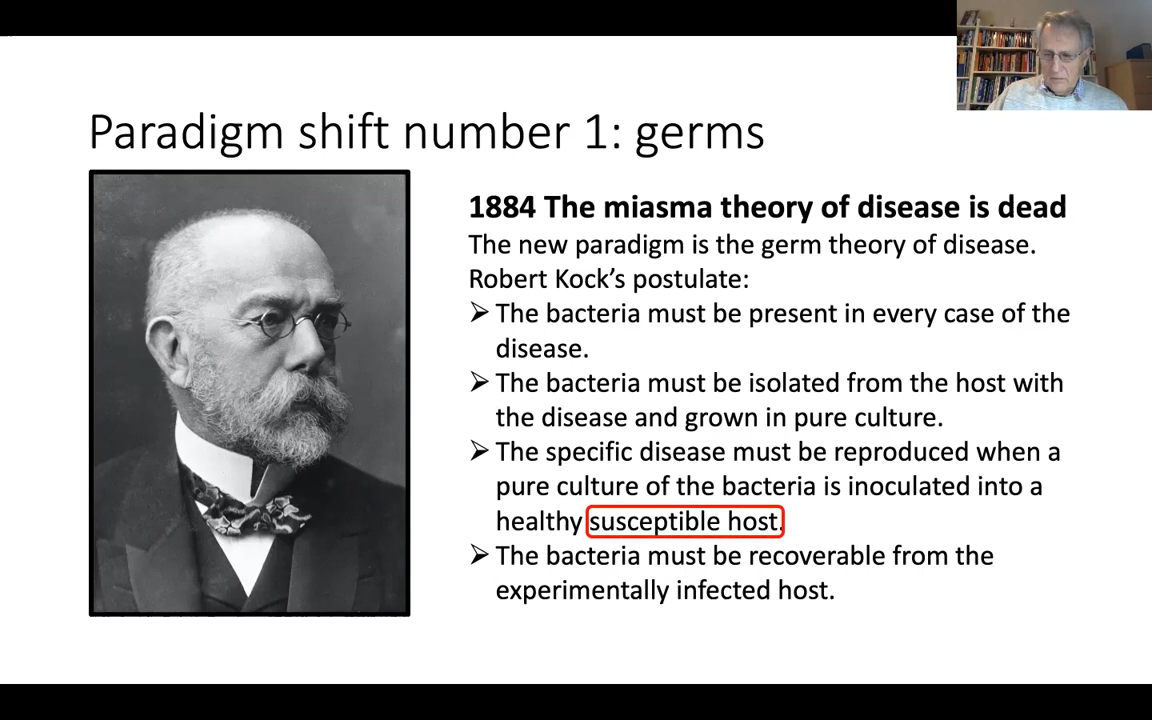 Paradigm shift number 1: germs
1884 The miasma theory of disease is dead
The new paradigm is the germ theory of disease.
Robert Kock’s postulate:
➢ The bacteria must be present in every case of the
disease.
➢ The bacteria must be isolated from the host with
the disease and grown in pure culture.
➢ The specific disease must be reproduced when a
pure culture of the bacteria is inoculated into a
healthy susceptible host.
➢ The bacteria must be recoverable from the
experimentally infected host.